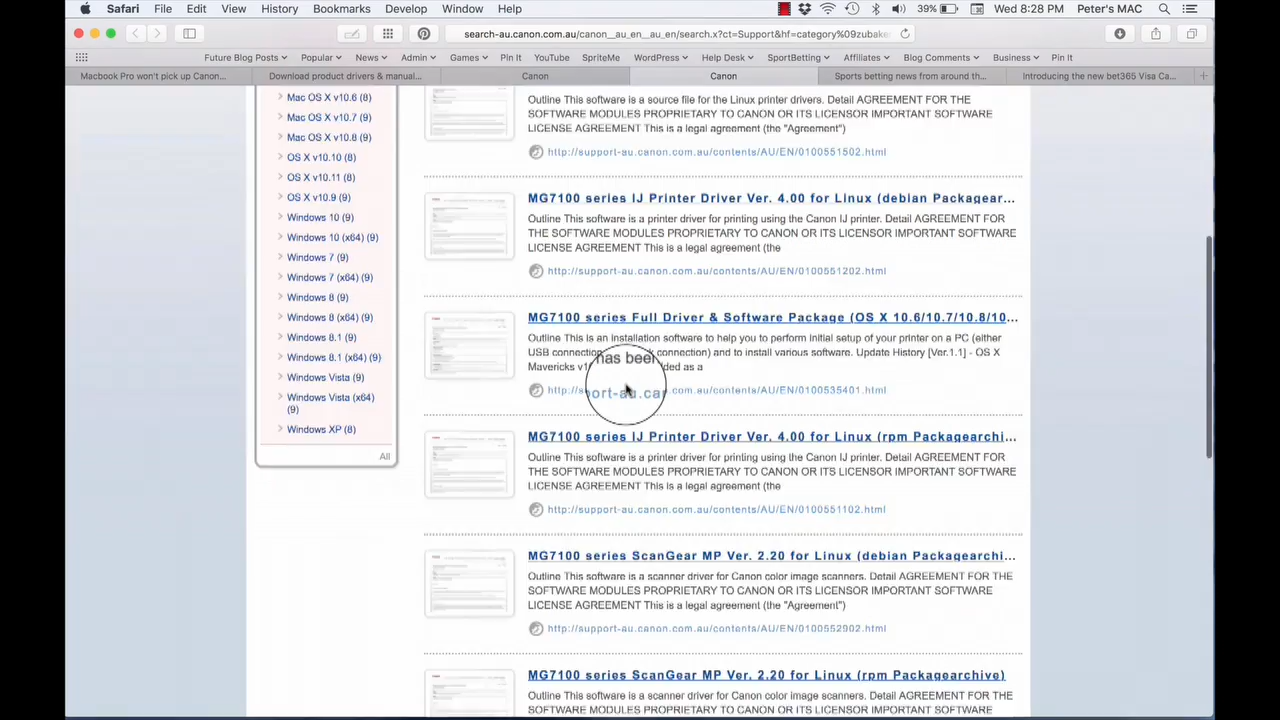 Safari File Edit View History Bookmarks Develop Window Help 39% Wed 8:28 PM Peter's MAC
search-au.canon.com.au/canon__au_en__au_en/search.x?ct=Support&hf=category%09zubake
Future Blog Posts Popular News Admin Games Pin It YouTube SpriteMe WordPress Help Desk SportBetting Affiliates Blog Comments Business Pin It
Macbook Pro won't pick up Canon... Download product drivers & manual... Canon Canon Sports betting news from around th... Introducing the new bet365 Visa Ca...
Mac OS X v10.6 (8)
Mac OS X v10.7 (8)
Mac OS X v10.8 (8)
OS X v10.10 (8)
OS X v10.11 (8)
OS X v10.9 (8)
Windows 10 (9)
Windows 10 (x64) (9)
Windows 7 (9)
Windows 7 (x64) (9)
Windows 8 (9)
Windows 8 (x64) (9)
Windows 8.1 (9)
Windows 8.1 (x64) (9)
Windows Vista (9)
Windows Vista (x64)
(9)
Windows XP (8)
All
Outline This software is a source file for the Linux printer drivers. Detail AGREEMENT FOR THE
SOFTWARE MODULES PROPRIETARY TO CANON OR ITS LICENSOR IMPORTANT SOFTWARE
LICENSE AGREEMENT This is a legal agreement (the "Agreement")
http://support-au.canon.com.au/contents/AU/EN/0100551502.html
MG7100 series IJ Printer Driver Ver. 4.00 for Linux (debian Packagear...
Outline This software is a printer driver for printing using the Canon IJ printer. Detail AGREEMENT FOR
THE SOFTWARE MODULES PROPRIETARY TO CANON OR ITS LICENSOR IMPORTANT SOFTWARE
LICENSE AGREEMENT This is a legal agreement (the
http://support-au.canon.com.au/contents/AU/EN/0100551202.html
MG7100 series Full Driver & Software Package (OS X 10.6/10.7/10.8/10...
Outline This is an installation software to help you to perform initial setup of your printer on a PC (either
USB connection connection) and to install various software. Update History [Ver.1.1] - OS X
Mavericks has been as a
port-au.car .com.au/contents/AU/EN/0100535401.html
MG7100 series IJ Printer Driver Ver. 4.00 for Linux (rpm Packagearchi...
Outline This software is a printer driver for printing using the Canon IJ printer. Detail AGREEMENT FOR
THE SOFTWARE MODULES PROPRIETARY TO CANON OR ITS LICENSOR IMPORTANT SOFTWARE
LICENSE AGREEMENT This is a legal agreement (the
http://support-au.canon.com.au/contents/AU/EN/0100551102.html
MG7100 series ScanGear MP Ver. 2.20 for Linux (debian Packagearchi...
Outline This software is a scanner driver for Canon color image scanners. Detail AGREEMENT FOR THE
SOFTWARE MODULES PROPRIETARY TO CANON OR ITS LICENSOR IMPORTANT SOFTWARE
LICENSE AGREEMENT This is a legal agreement (the "Agreement")
http://support-au.canon.com.au/contents/AU/EN/0100552902.html
MG7100 series ScanGear MP Ver. 2.20 for Linux (rpm Packagearchive)
Outline This software is a scanner driver for Canon color image scanners. Detail AGREEMENT FOR THE
SOFTWARE MODULES PROPRIETARY TO CANON OR ITS LICENSOR IMPORTANT SOFTWARE